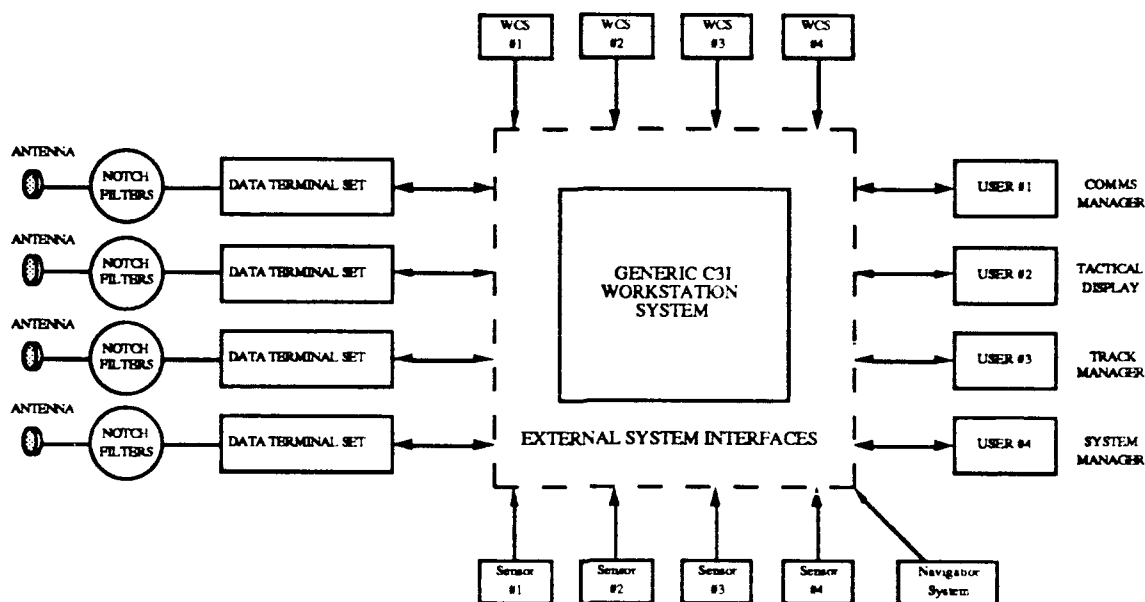 WCS
#1
WCS
#2
WCS
#3
WCS
#4
ANTENNA
NOTCH
FILTERS
DATA TERMINAL SET
USER #1
COMMS
MANAGER
ANTENNA
NOTCH
FILTERS
DATA TERMINAL SET
USER #2
TACTICAL
DISPLAY
GENERIC C3I
WORKSTATION
SYSTEM
ANTENNA
NOTCH
FILTERS
DATA TERMINAL SET
USER #3
TRACK
MANAGER
ANTENNA
NOTCH
FILTERS
DATA TERMINAL SET
EXTERNAL SYSTEM INTERFACES
USER #4
SYSTEM
MANAGER
Sensor
#1
Sensor
#2
Sensor
#3
Sensor
#4
Navigator
System